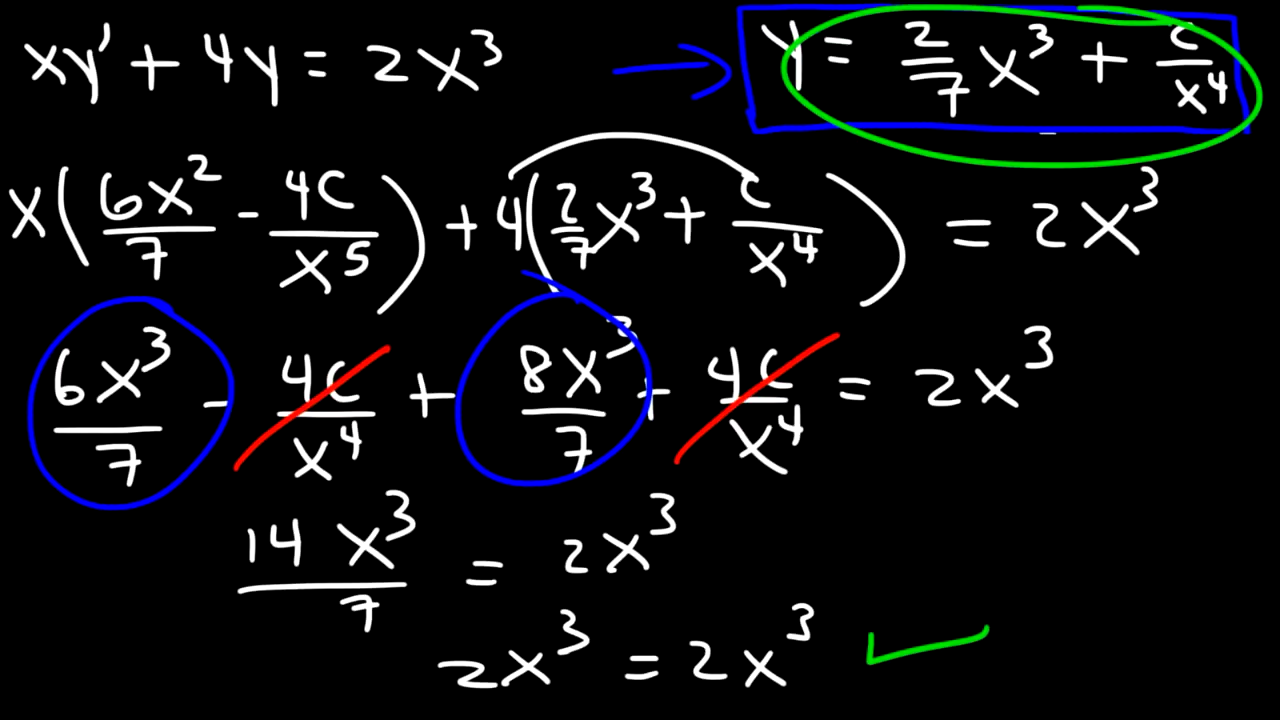 xy' + 4y = 2x³ → y = 2/7 x³ + c/x⁴
x(6x²/7 - 4c/x⁵) + 4(2/7 x³ + c/x⁴) = 2x³
6x³/7 - 4c/x⁴ + 8x³/7 + 4c/x⁴ = 2x³
14x³/7 = 2x³
2x³ = 2x³ ✓